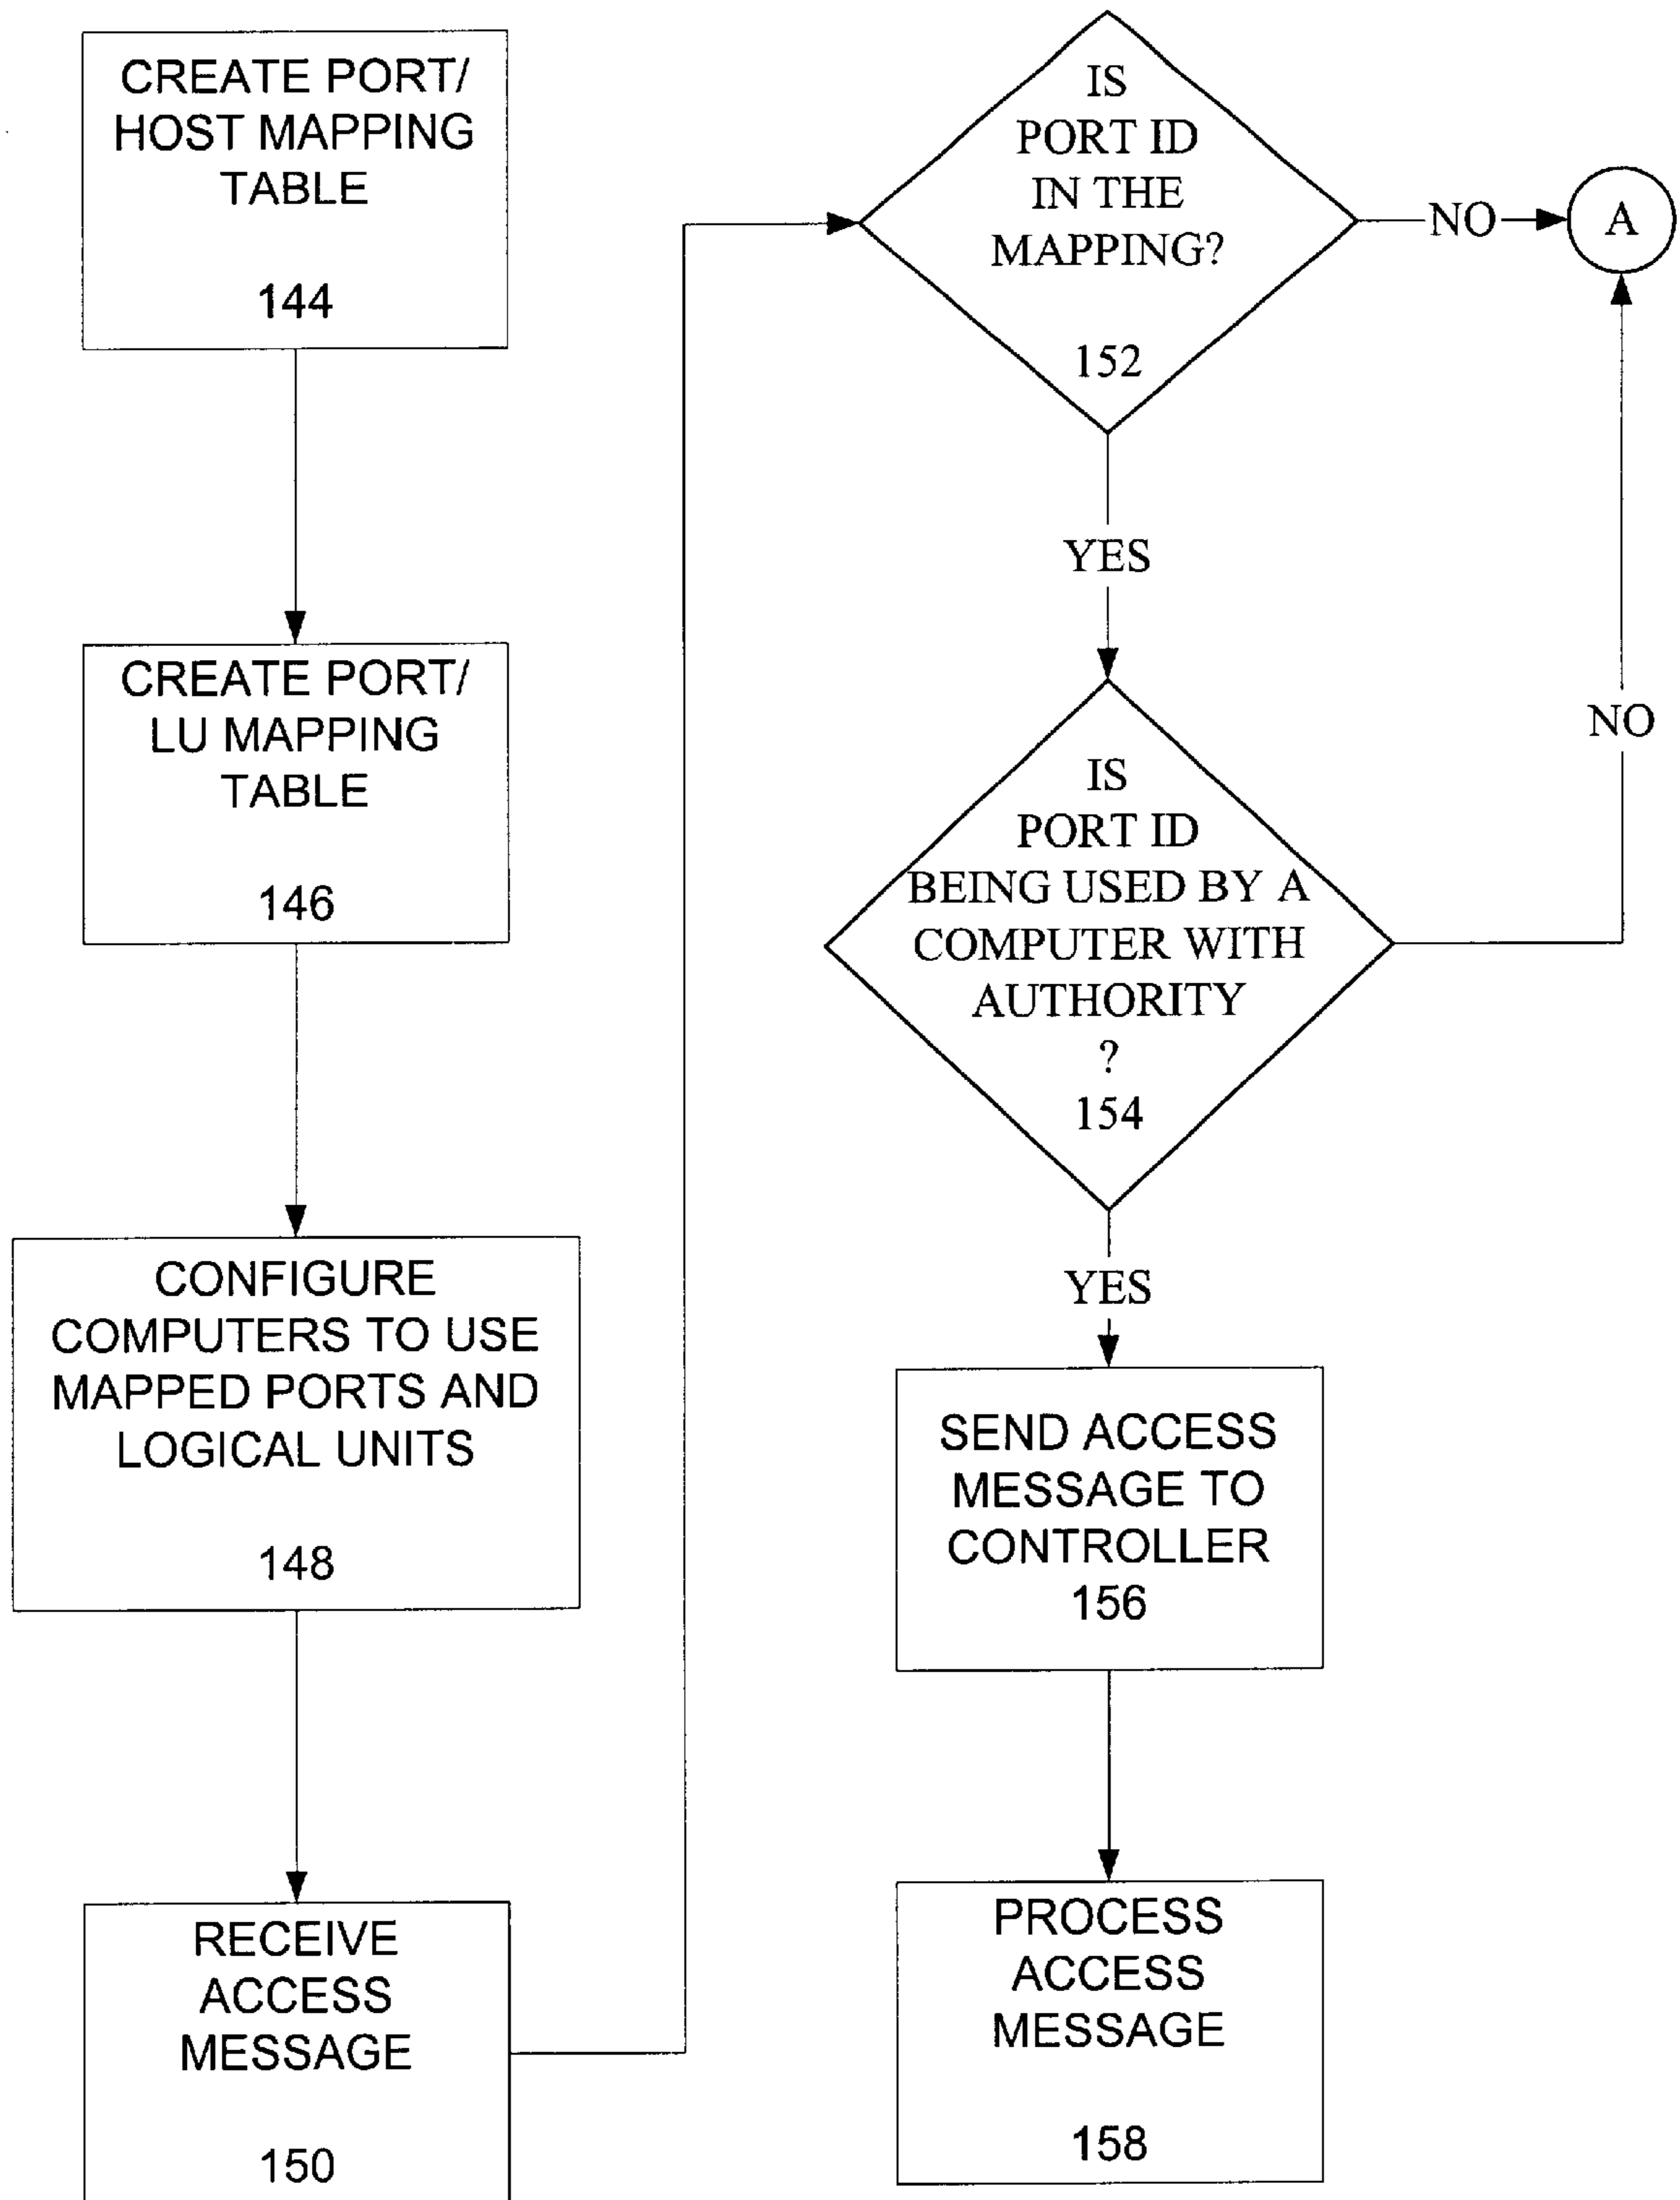 CREATE PORT/
HOST MAPPING
TABLE
144
CREATE PORT/
LU MAPPING
TABLE
146
CONFIGURE
COMPUTERS TO USE
MAPPED PORTS AND
LOGICAL UNITS
148
RECEIVE
ACCESS
MESSAGE
150
IS
PORT ID
IN THE
MAPPING?
152
NO
A
YES
IS
PORT ID
BEING USED BY A
COMPUTER WITH
AUTHORITY
?
154
NO
YES
SEND ACCESS
MESSAGE TO
CONTROLLER
156
PROCESS
ACCESS
MESSAGE
158